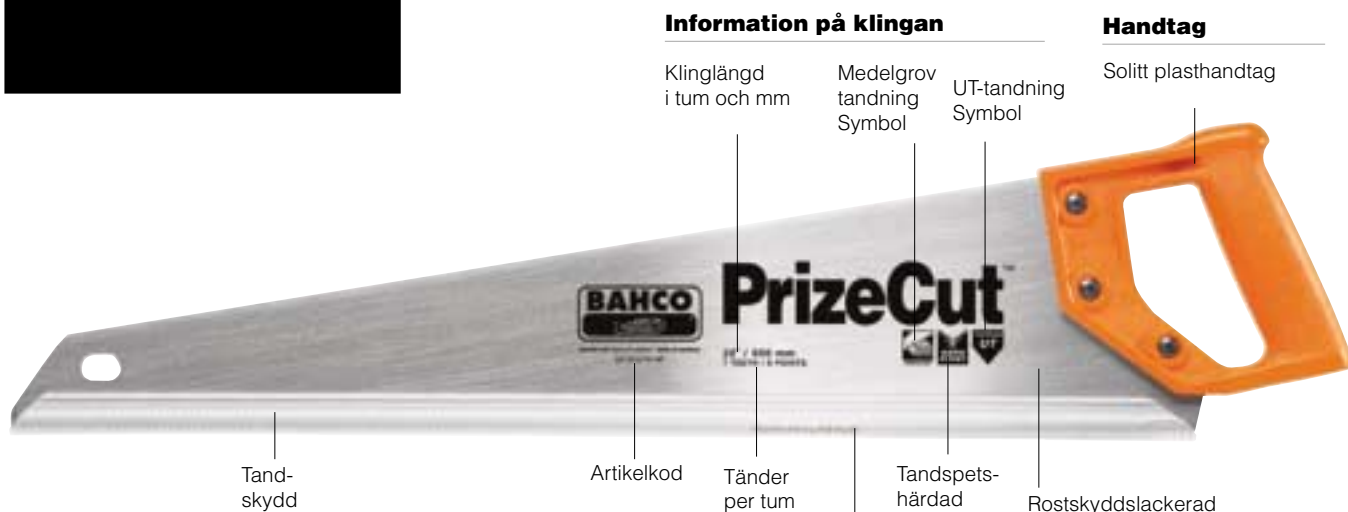 Information på klingan
Handtag
Klinglängd
i tum och mm
Medelgrov
tandning
Symbol
UT-tandning
Symbol
Solitt plasthandtag
BAHCO
PrizeCut™
UT
Tand-
skydd
Artikelkod
Tänder
per tum
Tandspets-
härdad
Rostskyddslackerad